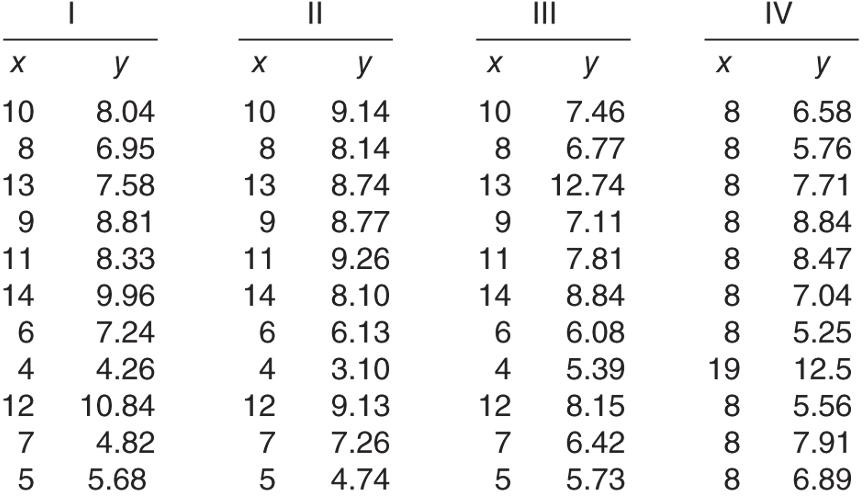 I II III IV
x y x y x y x y
10 8.04 10 9.14 10 7.46 8 6.58
8 6.95 8 8.14 8 6.77 8 5.76
13 7.58 13 8.74 13 12.74 8 7.71
9 8.81 9 8.77 9 7.11 8 8.84
11 8.33 11 9.26 11 7.81 8 8.47
14 9.96 14 8.10 14 8.84 8 7.04
6 7.24 6 6.13 6 6.08 8 5.25
4 4.26 4 3.10 4 5.39 19 12.5
12 10.84 12 9.13 12 8.15 8 5.56
7 4.82 7 7.26 7 6.42 8 7.91
5 5.68 5 4.74 5 5.73 8 6.89